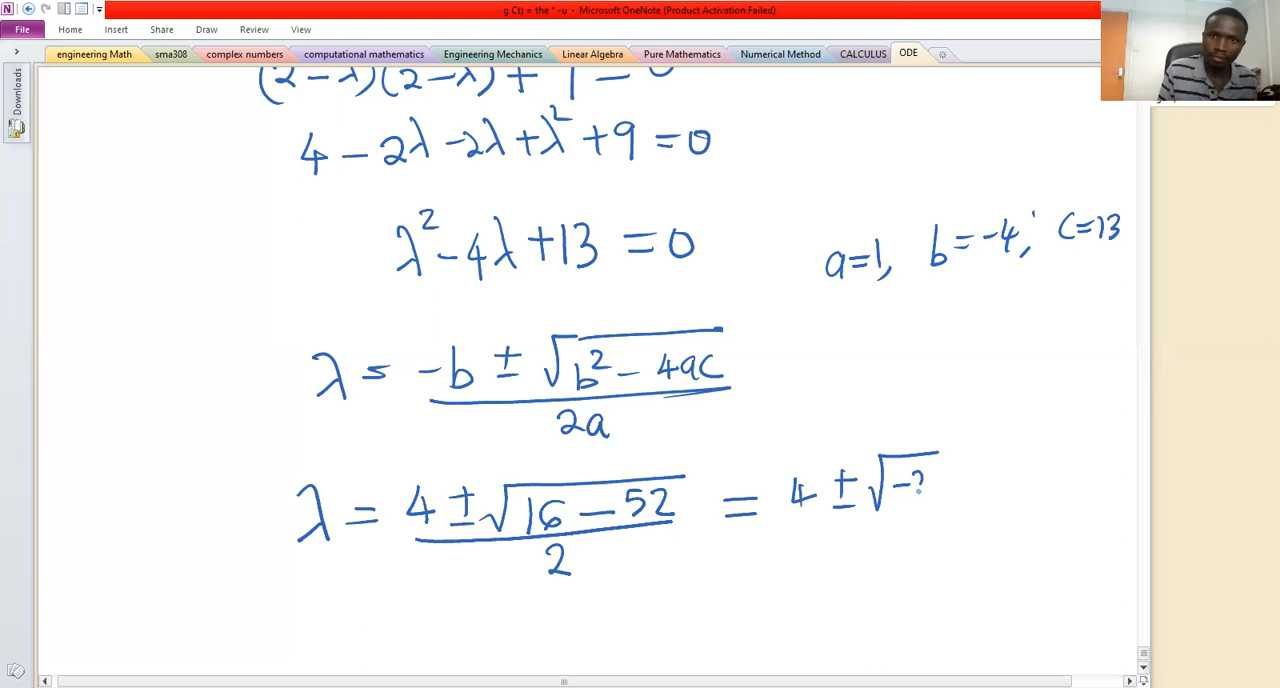 g Ct) = the * -u - Microsoft OneNote (Product Activation Failed)
File Home Insert Share Draw Review View
engineering Math sma308 complex numbers computational mathematics Engineering Mechanics Linear Algebra Pure Mathematics Numerical Method CALCULUS ODE
Downloads
4 - 2λ - 2λ + λ² + 9 = 0
λ² - 4λ + 13 = 0
a=1, b = -4; c=13
λ = -b ± √(b² - 4ac) / 2a
λ = 4 ± √(16 - 52) / 2 = 4 ± √-